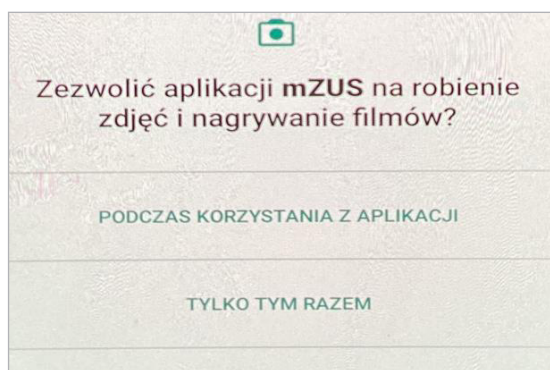 Zezwolić aplikacji mZUS na robienie
zdjęć i nagrywanie filmów?
PODCZAS KORZYSTANIA Z APLIKACJI
TYLKO TYM RAZEM